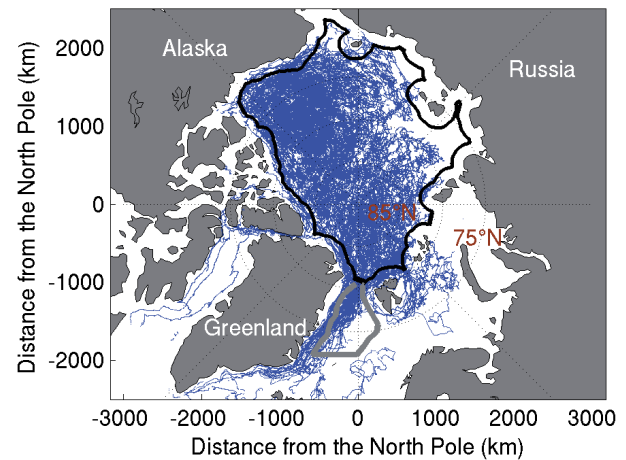 Distance from the North Pole (km)
2000
1000
0
-1000
-2000
Alaska
Russia
85°N
75°N
Greenland
-3000 -2000 -1000 0 1000 2000 3000
Distance from the North Pole (km)